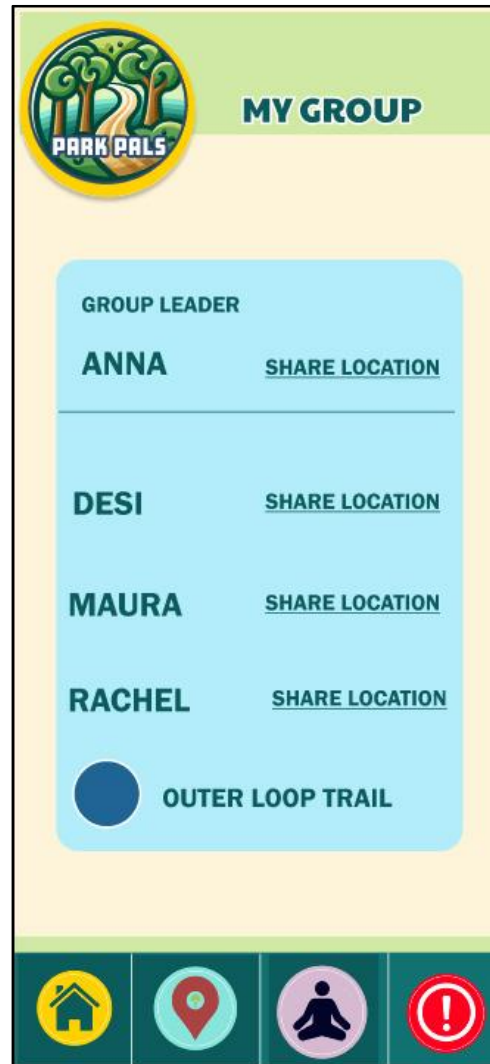 PARK PALS
MY GROUP
GROUP LEADER
ANNA SHARE LOCATION
DESI SHARE LOCATION
MAURA SHARE LOCATION
RACHEL SHARE LOCATION
OUTER LOOP TRAIL
!